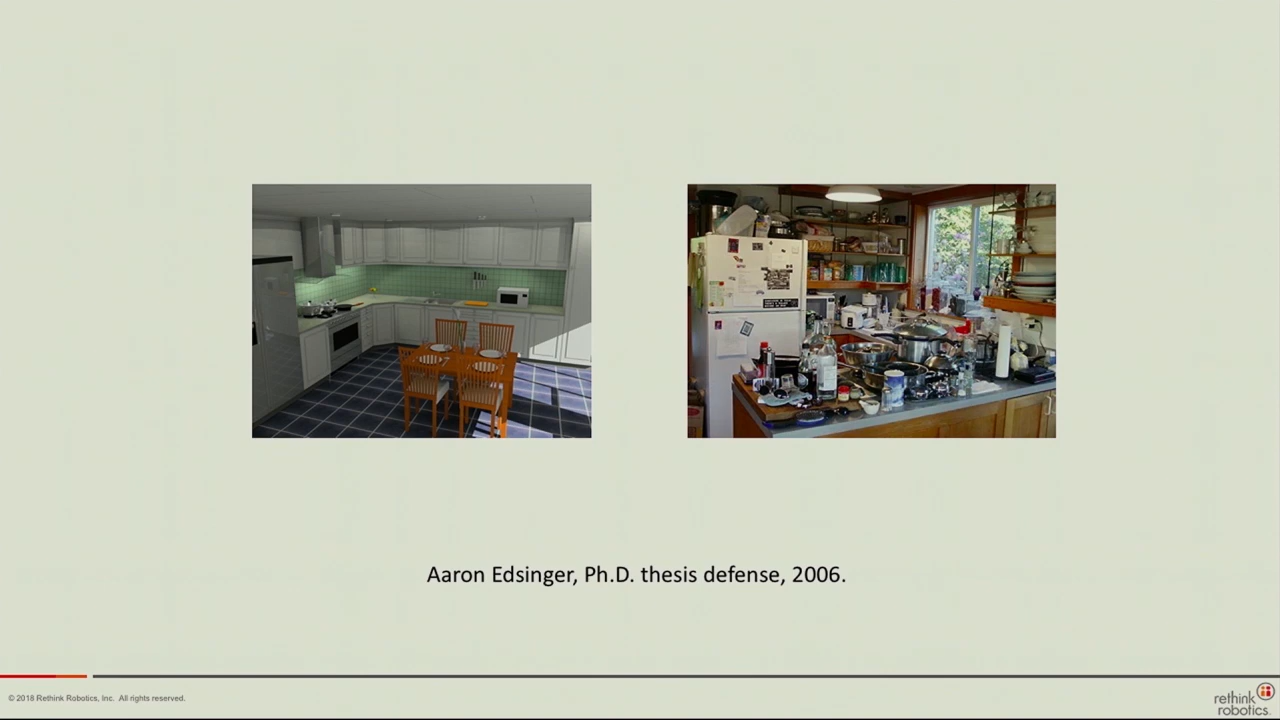 Aaron Edsinger, Ph.D. thesis defense, 2006.
© 2018 Rethink Robotics, Inc. All rights reserved.
rethink
robotics.